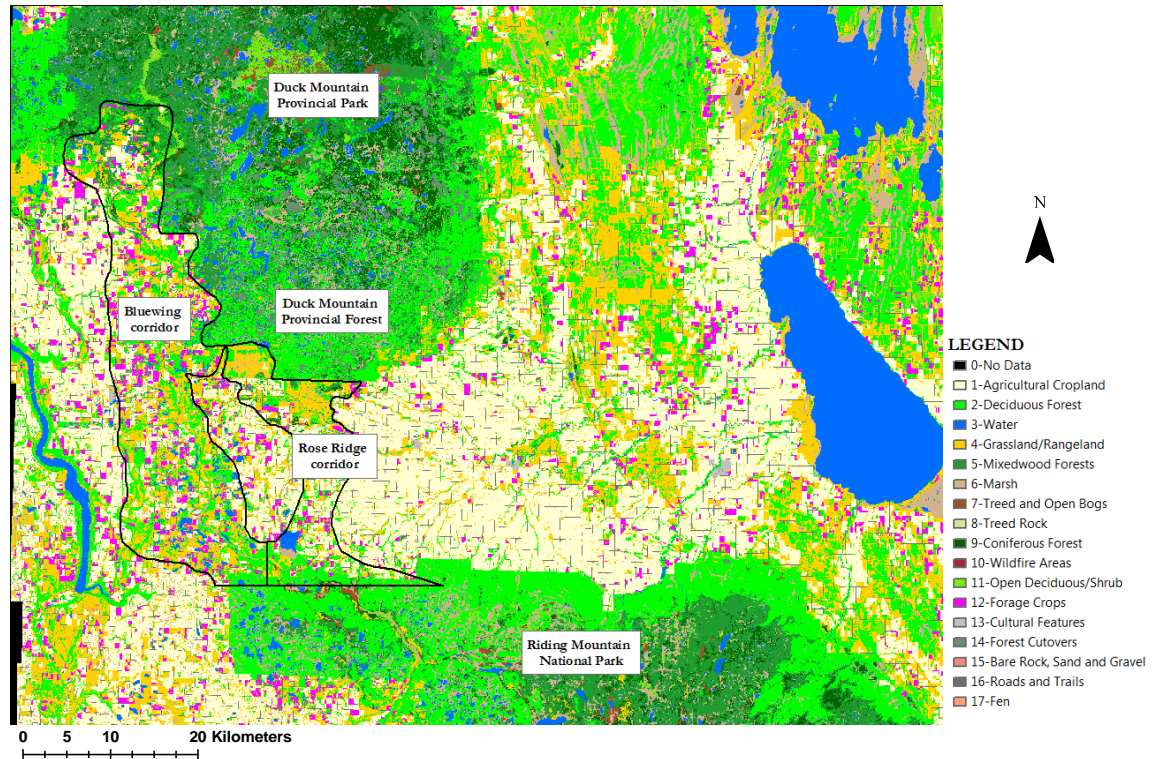 Duck Mountain
Provincial Park
N
Duck Mountain
Provincial Forest
Bluewing
corridor
Rose Ridge
corridor
Riding Mountain
National Park
LEGEND
0-No Data
1-Agricultural Cropland
2-Deciduous Forest
3-Water
4-Grassland/Rangeland
5-Mixedwood Forests
6-Marsh
7-Treed and Open Bogs
8-Treed Rock
9-Coniferous Forest
10-Wildfire Areas
11-Open Deciduous/Shrub
12-Forage Crops
13-Cultural Features
14-Forest Cutovers
15-Bare Rock, Sand and Gravel
16-Roads and Trails
17-Fen
0 5 10 20 Kilometers